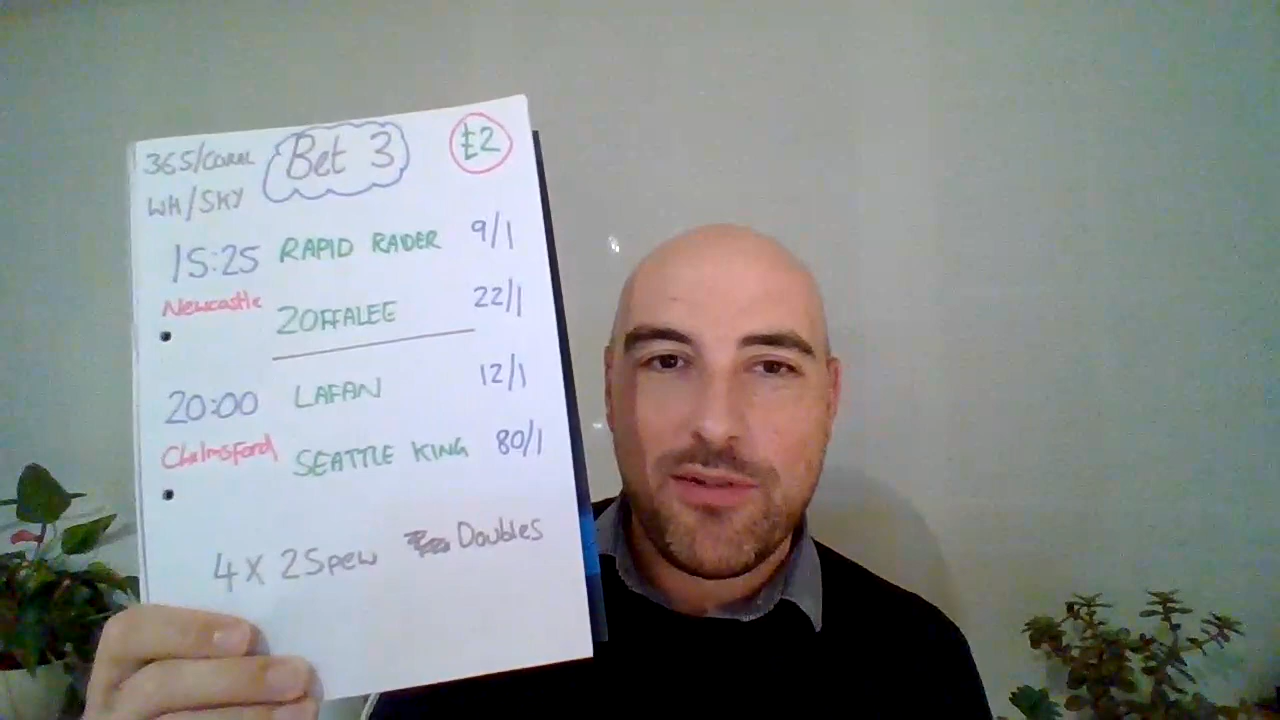 365/CORAL Bet 3 £2
WH/SKY
15:25 RAPID RADER 9/1
Newcastle
ZOFFALEE 22/1
20:00 LAFAN 12/1
Chelmsford
SEATTLE KING 80/1
4 X 25pew Doubles